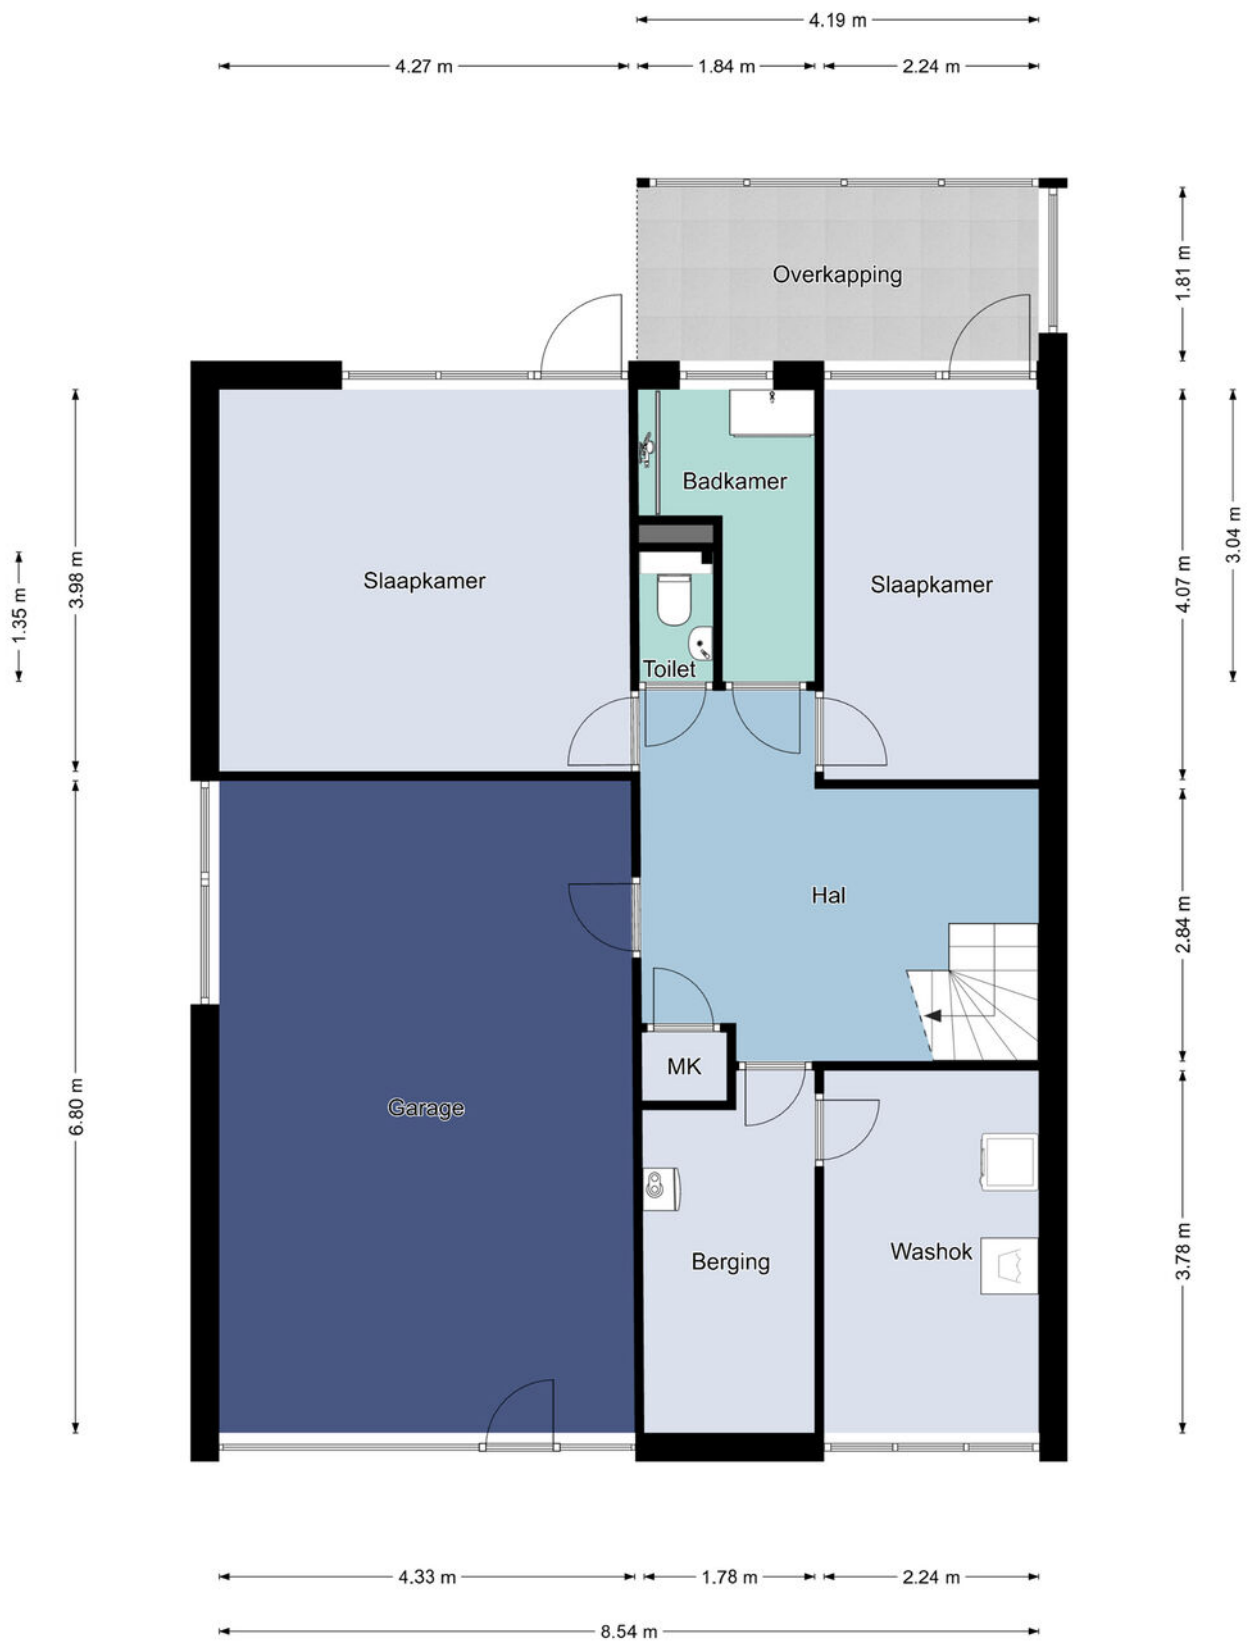 4.19 m
4.27 m
1.84 m
2.24 m
Overkapping
1.81 m
Badkamer
Slaapkamer
Slaapkamer
Toilet
1.35 m
3.98 m
4.07 m
3.04 m
Hal
2.84 m
MK
Garage
6.80 m
Berging
Washok
3.78 m
4.33 m
1.78 m
2.24 m
8.54 m